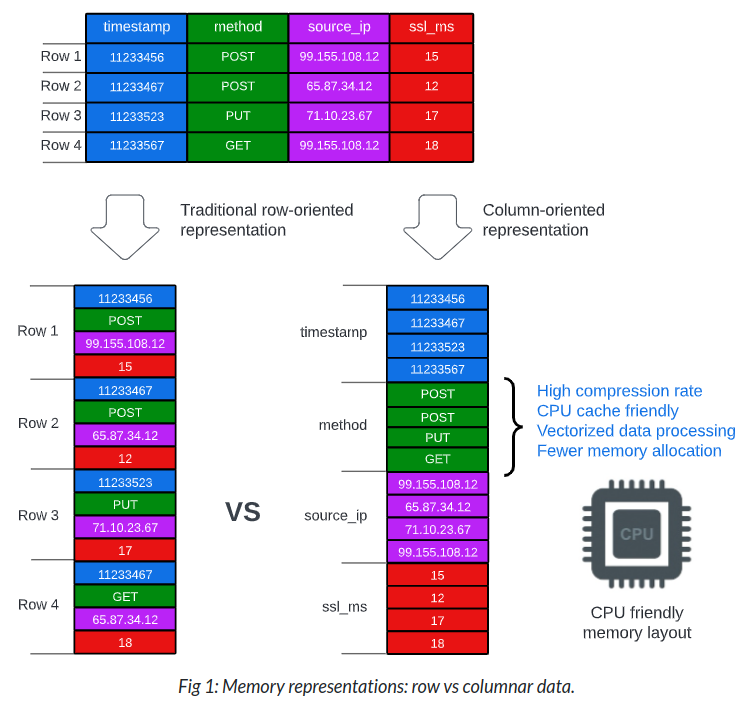 timestamp method source_ip ssl_ms
Row 1 11233456 POST 99.155.108.12 15
Row 2 11233467 POST 65.87.34.12 12
Row 3 11233523 PUT 71.10.23.67 17
Row 4 11233567 GET 99.155.108.12 18
Traditional row-oriented
representation
Column-oriented
representation
Row 1
11233456
POST
99.155.108.12
15
Row 2
11233467
POST
65.87.34.12
12
Row 3
11233523
PUT
71.10.23.67
17
Row 4
11233467
GET
65.87.34.12
18
VS
timestamp
11233456
11233467
11233523
11233567
method
POST
POST
PUT
GET
source_ip
99.155.108.12
65.87.34.12
71.10.23.67
99.155.108.12
ssl_ms
15
12
17
18
High compression rate
CPU cache friendly
Vectorized data processing
Fewer memory allocation
CPU
CPU friendly
memory layout
Fig 1: Memory representations: row vs columnar data.